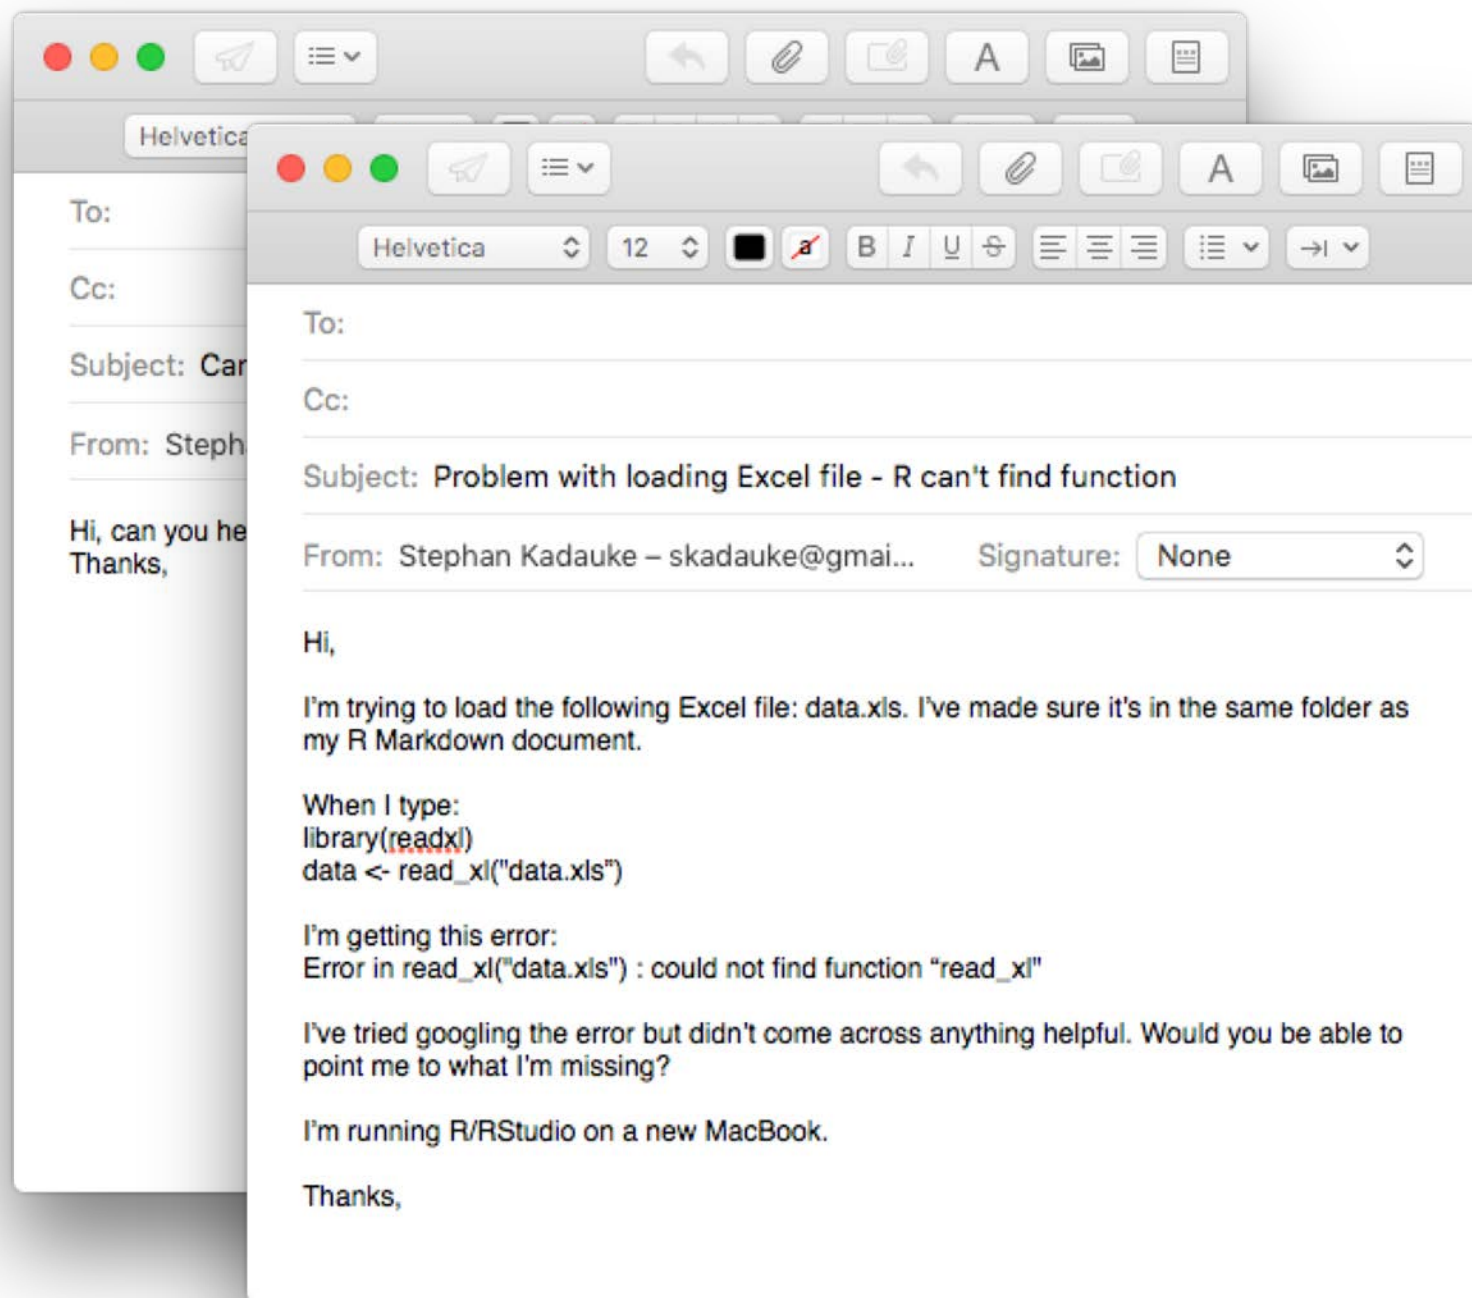 Helvetica
To:
Cc:
Subject: Car
From: Steph
Hi, can you he
Thanks,
A
Helvetica
12
a
B I U S
A
To:
Cc:
Subject: Problem with loading Excel file - R can't find function
From: Stephan Kadauke – skadauke@gmai... Signature: None
Hi,
I'm trying to load the following Excel file: data.xls. I've made sure it's in the same folder as
my R Markdown document.
When I type:
library(readxl)
data <- read_xl("data.xls")
I'm getting this error:
Error in read_xl("data.xls") : could not find function “read_xl"
I've tried googling the error but didn't come across anything helpful. Would you be able to
point me to what I'm missing?
I'm running R/RStudio on a new MacBook.
Thanks,